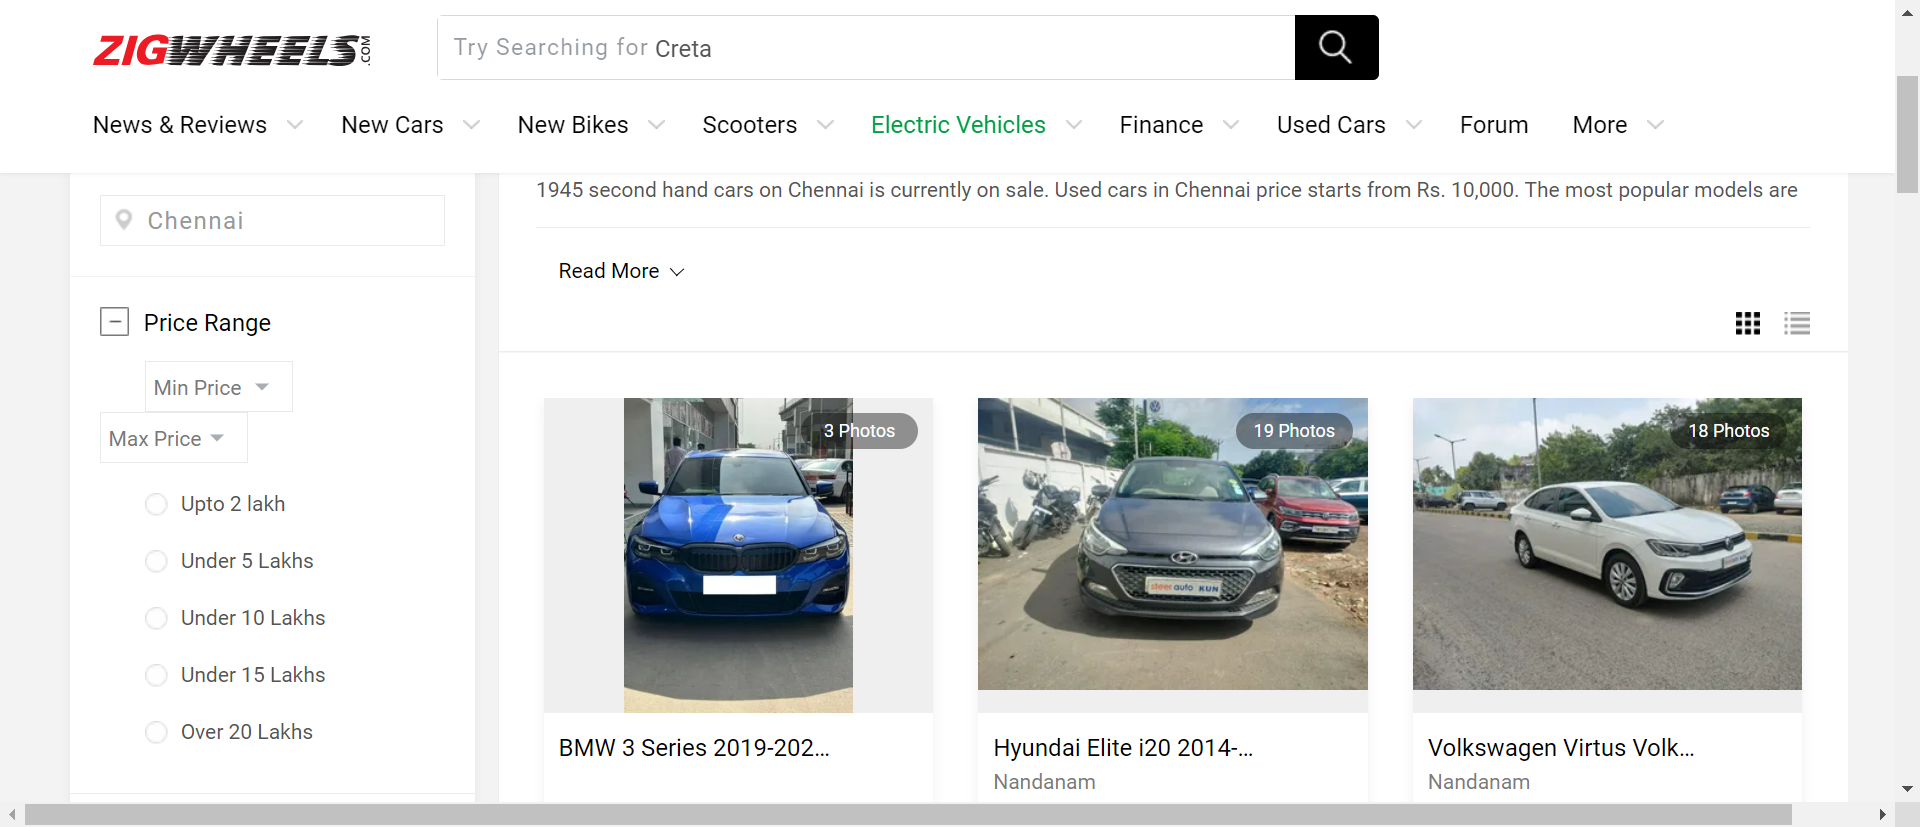 ZIGWHEELS.COM
Try Searching for Creta
News & Reviews
New Cars
New Bikes
Scooters
Electric Vehicles
Finance
Used Cars
Forum
More
Chennai
Price Range
Min Price
Max Price
Upto 2 lakh
Under 5 Lakhs
Under 10 Lakhs
Under 15 Lakhs
Over 20 Lakhs
1945 second hand cars on Chennai is currently on sale. Used cars in Chennai price starts from Rs. 10,000. The most popular models are
Read More
3 Photos
BMW 3 Series 2019-202...
19 Photos
steer auto KUN
Hyundai Elite i20 2014-...
Nandanam
18 Photos
Volkswagen Virtus Volk...
Nandanam